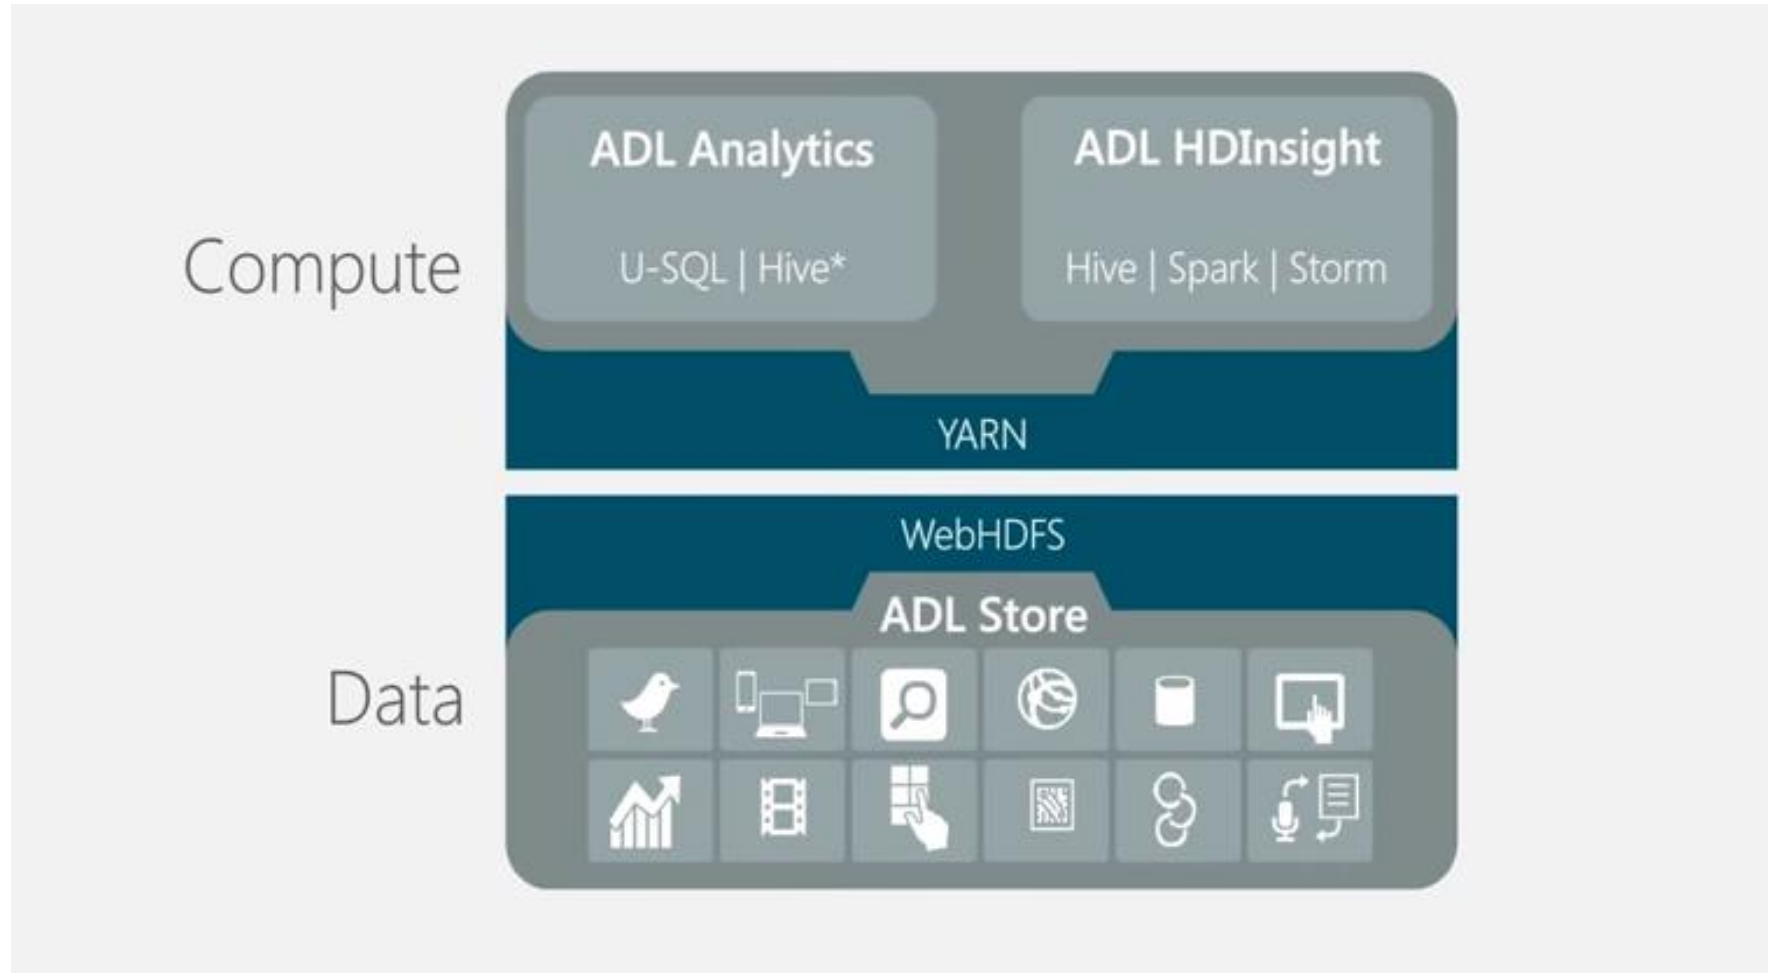 ADL Analytics
U-SQL | Hive*
ADL HDInsight
Hive | Spark | Storm
Compute
YARN
WebHDFS
ADL Store
Data